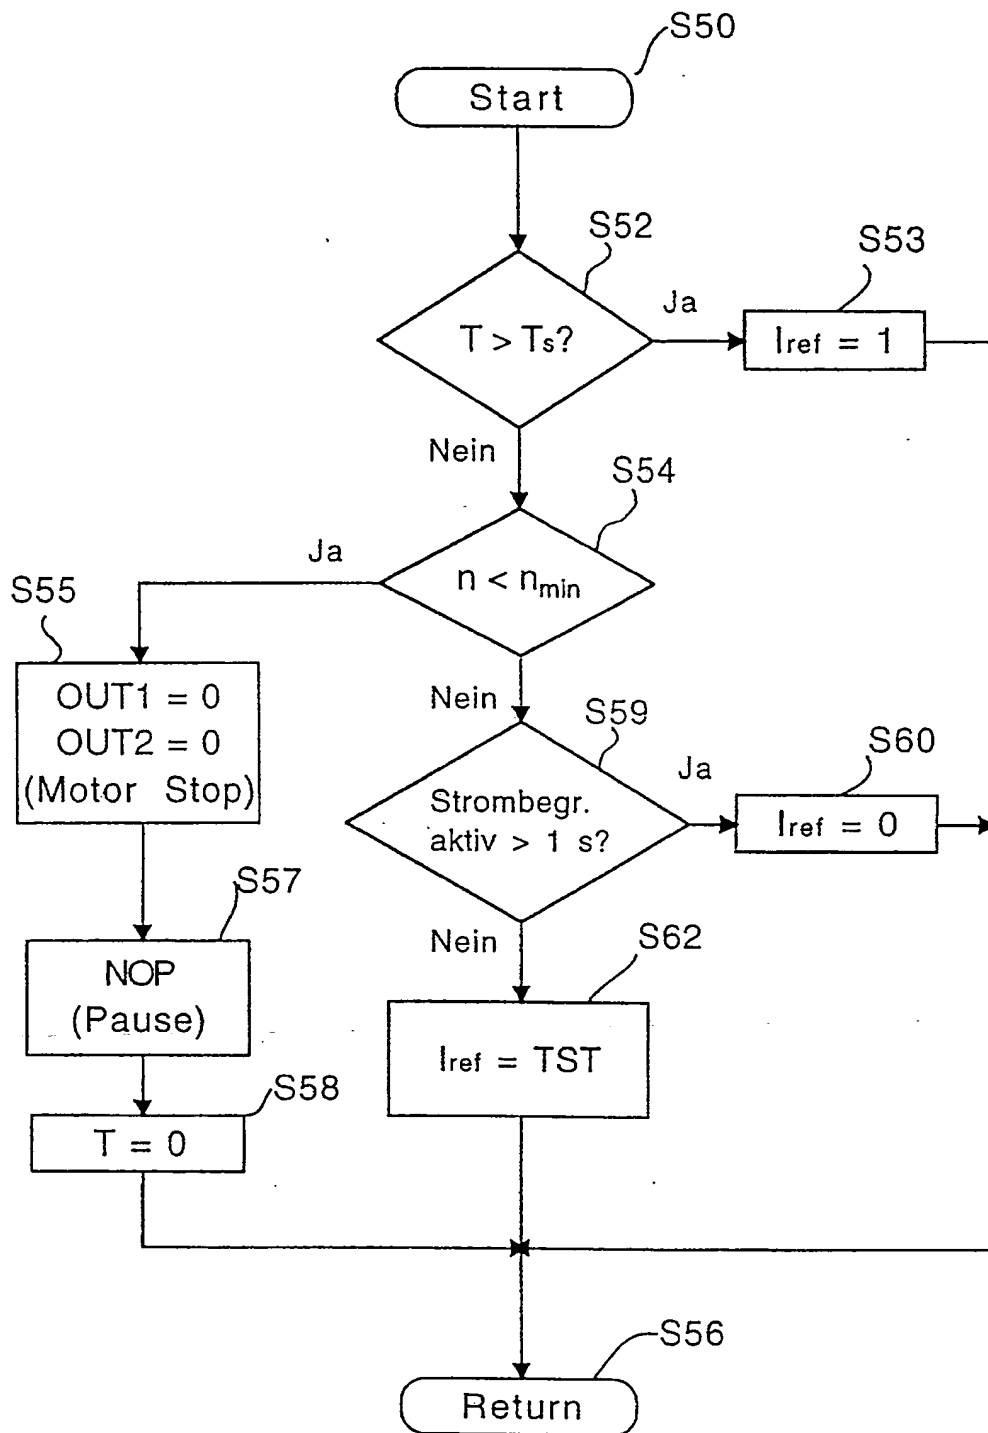 S50
Start
S52
T > Ts?
Ja
S53
Iref = 1
Nein
S54
n < nmin
Ja
S55
OUT1 = 0
OUT2 = 0
(Motor Stop)
Nein
S59
Strombegr.
aktiv > 1 s?
Ja
S60
Iref = 0
S57
NOP
(Pause)
Nein
S62
Iref = TST
S58
T = 0
S56
Return